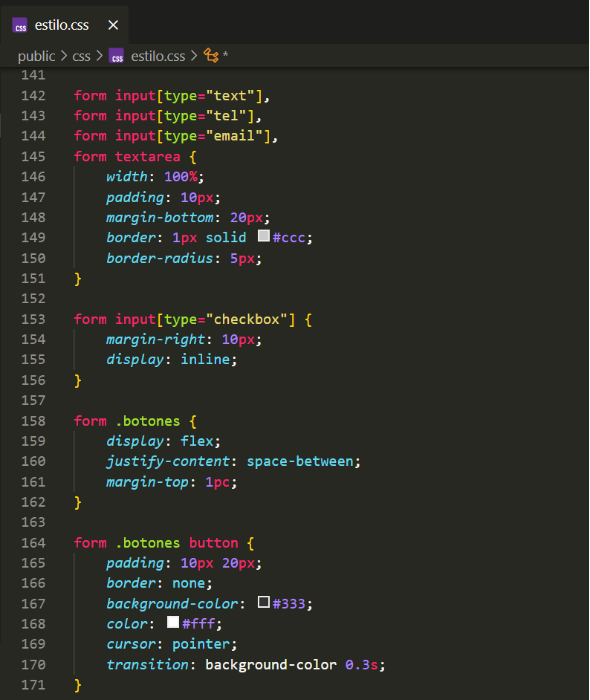 estilo.css
public > css > estilo.css > *
141
142 form input[type="text"],
143 form input[type="tel"],
144 form input[type="email"],
145 form textarea {
146     width: 100%;
147     padding: 10px;
148     margin-bottom: 20px;
149     border: 1px solid #ccc;
150     border-radius: 5px;
151 }
152
153 form input[type="checkbox"] {
154     margin-right: 10px;
155     display: inline;
156 }
157
158 form .botones {
159     display: flex;
160     justify-content: space-between;
161     margin-top: 1pc;
162 }
163
164 form .botones button {
165     padding: 10px 20px;
166     border: none;
167     background-color: #333;
168     color: #fff;
169     cursor: pointer;
170     transition: background-color 0.3s;
171 }